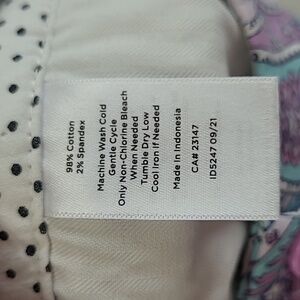 98% Cotton
2% Spandex
Machine Wash Cold
Gentle Cycle
Only Non-Chlorine Bleach
When Needed
Tumble Dry Low
Cool Iron if Needed
Made in Indonesia
CA# 23147
ID5247 09/21